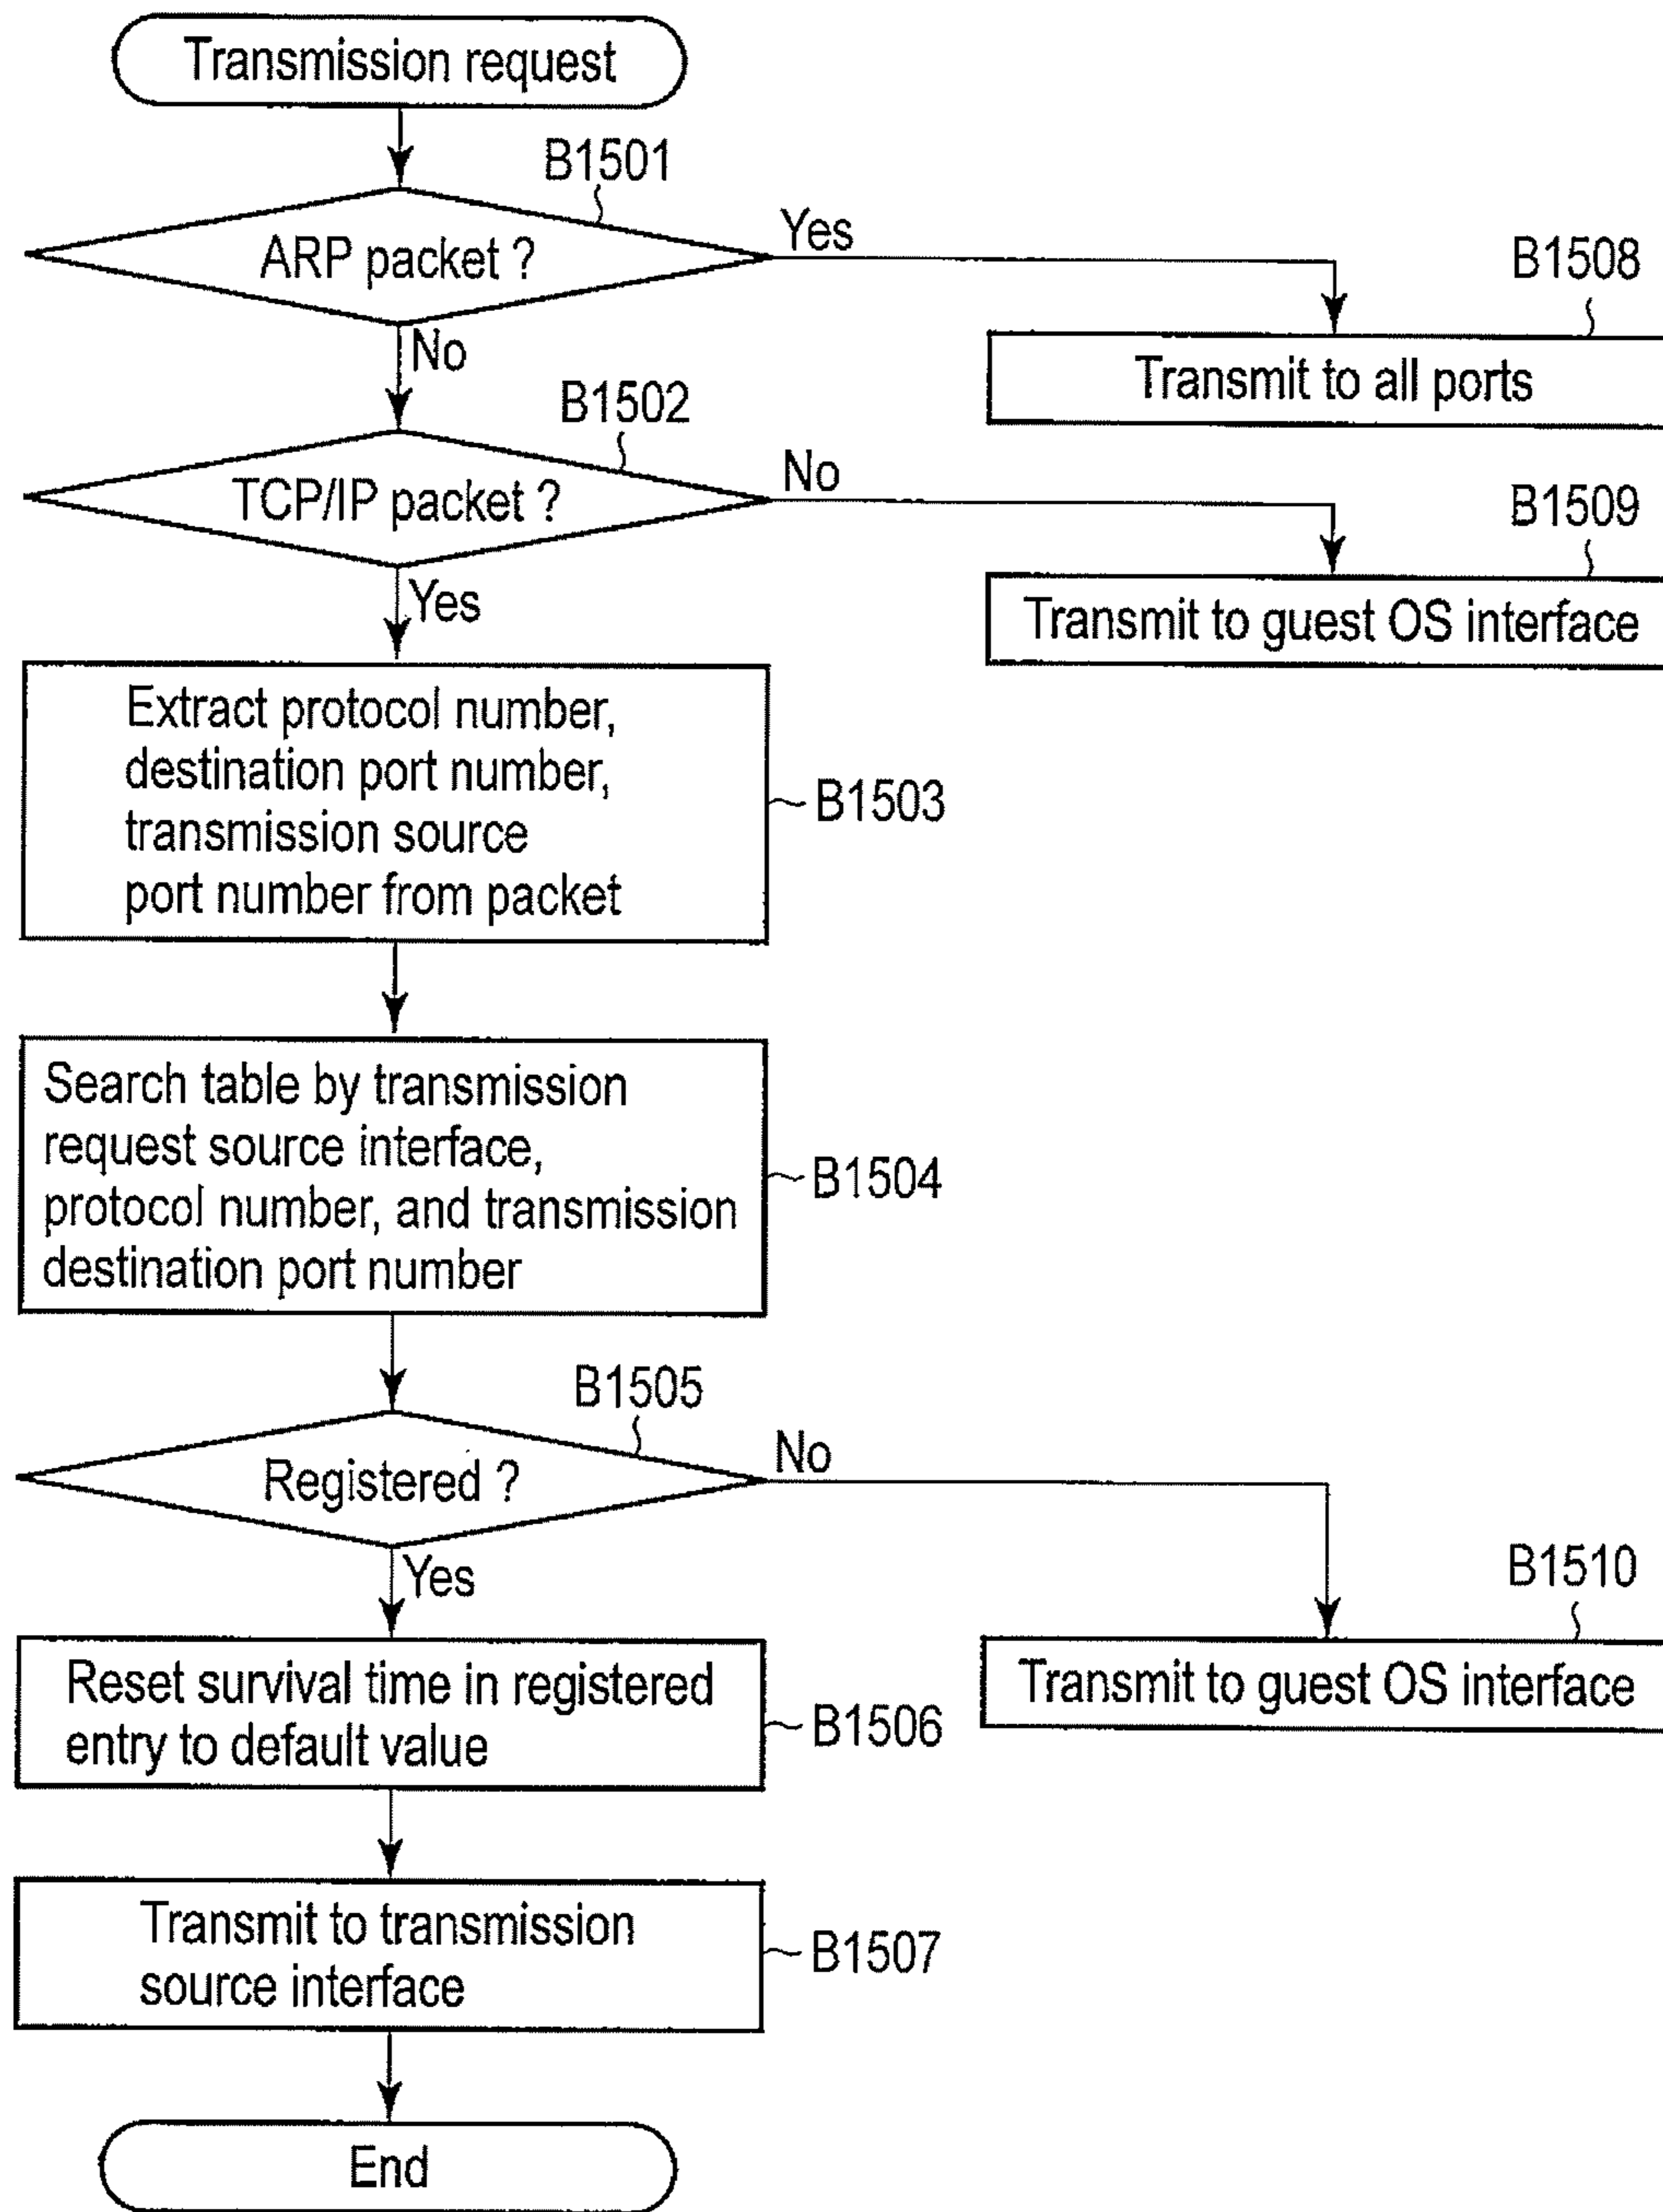 Transmission request
B1501
ARP packet ?
Yes
B1508
Transmit to all ports
No
B1502
TCP/IP packet ?
No
B1509
Transmit to guest OS interface
Yes
Extract protocol number,
destination port number,
transmission source
port number from packet
B1503
Search table by transmission
request source interface,
protocol number, and transmission
destination port number
B1504
B1505
Registered ?
No
B1510
Transmit to guest OS interface
Yes
Reset survival time in registered
entry to default value
B1506
Transmit to transmission
source interface
B1507
End